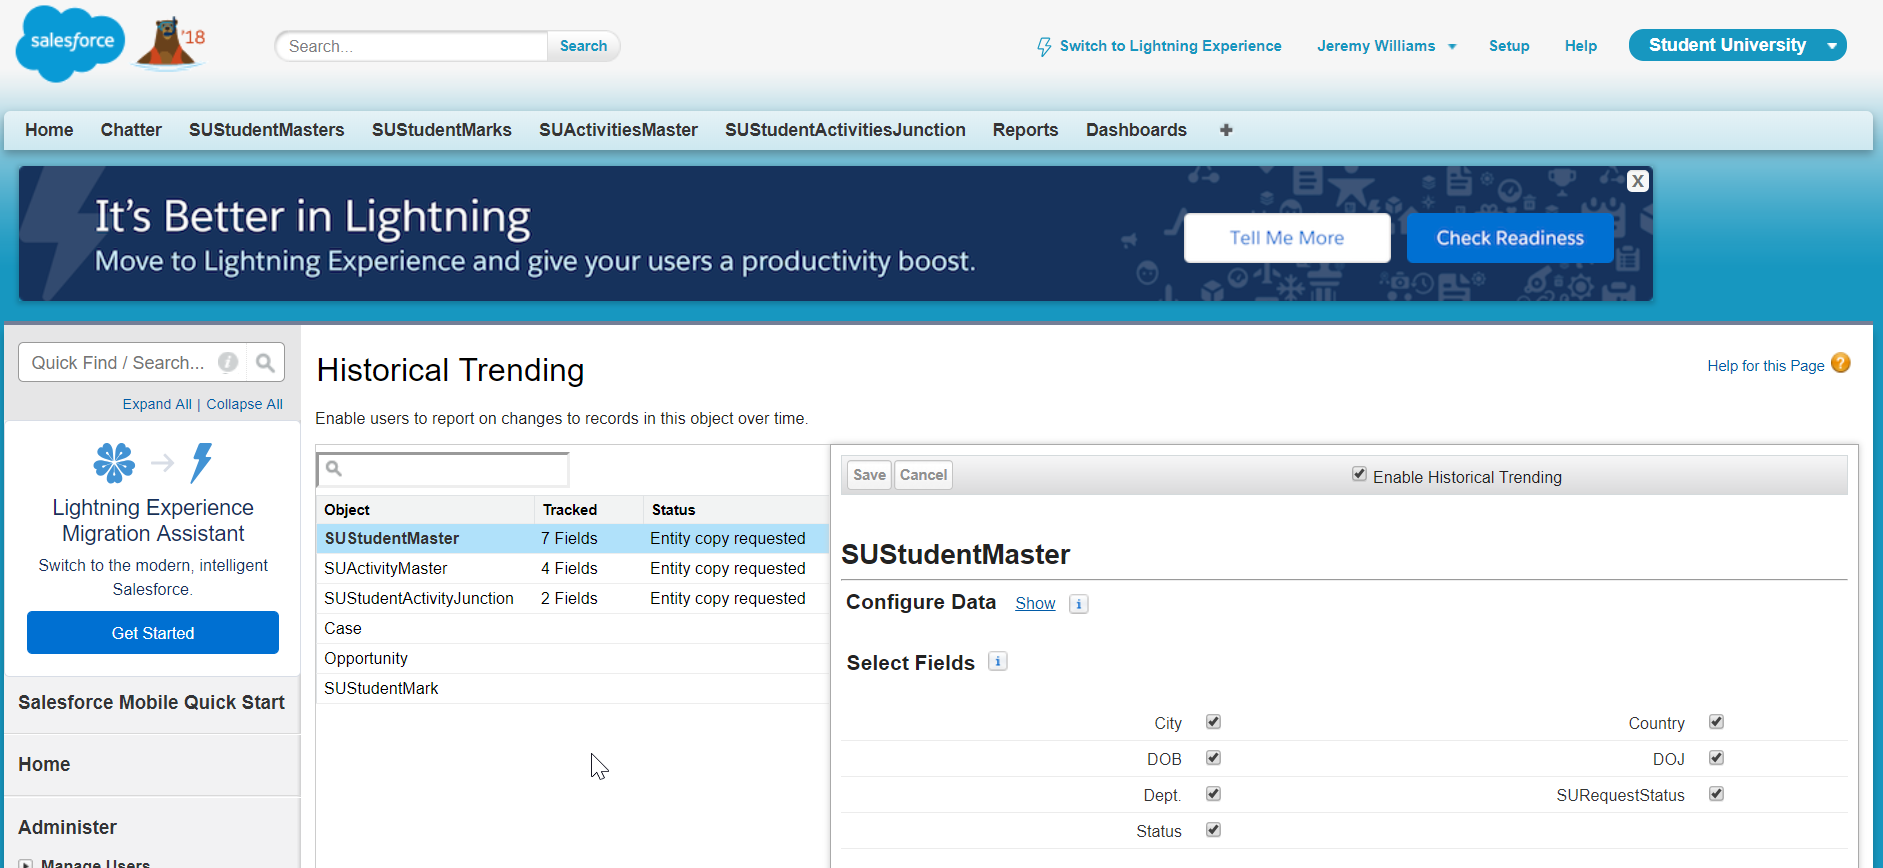 salesforce
'18
Search...
Search
Switch to Lightning Experience
Jeremy Williams
Setup
Help
Student University
Home
Chatter
SUStudentMasters
SUStudentMarks
SUActivitiesMaster
SUStudentActivitiesJunction
Reports
Dashboards
+
It's Better in Lightning
Move to Lightning Experience and give your users a productivity boost.
Tell Me More
Check Readiness
X
Quick Find / Search...
i
Expand All | Collapse All
Lightning Experience
Migration Assistant
Switch to the modern, intelligent
Salesforce.
Get Started
Salesforce Mobile Quick Start
Home
Administer
Manage Users
Historical Trending
Help for this Page ?
Enable users to report on changes to records in this object over time.
Object Tracked Status
SUStudentMaster 7 Fields Entity copy requested
SUActivityMaster 4 Fields Entity copy requested
SUStudentActivityJunction 2 Fields Entity copy requested
Case
Opportunity
SUStudentMark
Save Cancel
Enable Historical Trending
SUStudentMaster
Configure Data Show i
Select Fields i
City Country
DOB DOJ
Dept. SURequestStatus
Status